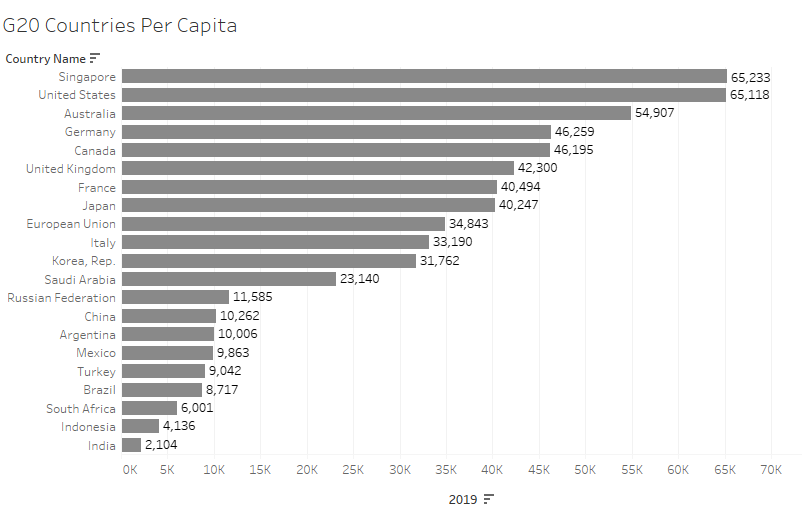 G20 Countries Per Capita
Country Name
Singapore 65,233
United States 65,118
Australia 54,907
Germany 46,259
Canada 46,195
United Kingdom 42,300
France 40,494
Japan 40,247
European Union 34,843
Italy 33,190
Korea, Rep. 31,762
Saudi Arabia 23,140
Russian Federation 11,585
China 10,262
Argentina 10,006
Mexico 9,863
Turkey 9,042
Brazil 8,717
South Africa 6,001
Indonesia 4,136
India 2,104
0K 5K 10K 15K 20K 25K 30K 35K 40K 45K 50K 55K 60K 65K 70K
2019